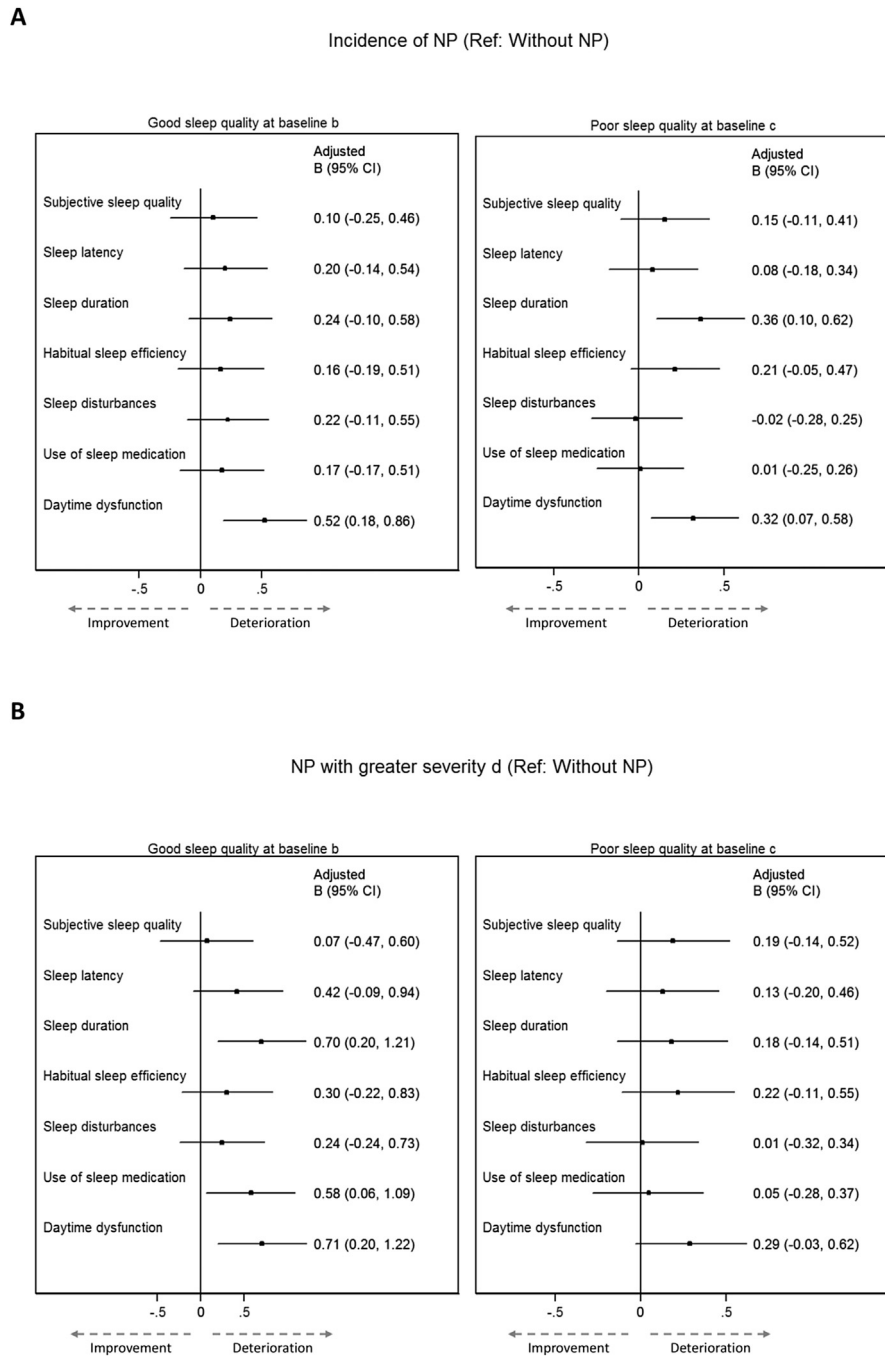 A
Incidence of NP (Ref: Without NP)
Good sleep quality at baseline b
Adjusted
B (95% CI)
Subjective sleep quality
0.10 (-0.25, 0.46)
Sleep latency
0.20 (-0.14, 0.54)
Sleep duration
0.24 (-0.10, 0.58)
Habitual sleep efficiency
0.16 (-0.19, 0.51)
Sleep disturbances
0.22 (-0.11, 0.55)
Use of sleep medication
0.17 (-0.17, 0.51)
Daytime dysfunction
0.52 (0.18, 0.86)
-.5 0 .5
Improvement Deterioration
Poor sleep quality at baseline c
Adjusted
B (95% CI)
Subjective sleep quality
0.15 (-0.11, 0.41)
Sleep latency
0.08 (-0.18, 0.34)
Sleep duration
0.36 (0.10, 0.62)
Habitual sleep efficiency
0.21 (-0.05, 0.47)
Sleep disturbances
-0.02 (-0.28, 0.25)
Use of sleep medication
0.01 (-0.25, 0.26)
Daytime dysfunction
0.32 (0.07, 0.58)
-.5 0 .5
Improvement Deterioration
B
NP with greater severity d (Ref: Without NP)
Good sleep quality at baseline b
Adjusted
B (95% CI)
Subjective sleep quality
0.07 (-0.47, 0.60)
Sleep latency
0.42 (-0.09, 0.94)
Sleep duration
0.70 (0.20, 1.21)
Habitual sleep efficiency
0.30 (-0.22, 0.83)
Sleep disturbances
0.24 (-0.24, 0.73)
Use of sleep medication
0.58 (0.06, 1.09)
Daytime dysfunction
0.71 (0.20, 1.22)
-.5 0 .5
Improvement Deterioration
Poor sleep quality at baseline c
Adjusted
B (95% CI)
Subjective sleep quality
0.19 (-0.14, 0.52)
Sleep latency
0.13 (-0.20, 0.46)
Sleep duration
0.18 (-0.14, 0.51)
Habitual sleep efficiency
0.22 (-0.11, 0.55)
Sleep disturbances
0.01 (-0.32, 0.34)
Use of sleep medication
0.05 (-0.28, 0.37)
Daytime dysfunction
0.29 (-0.03, 0.62)
-.5 0 .5
Improvement Deterioration